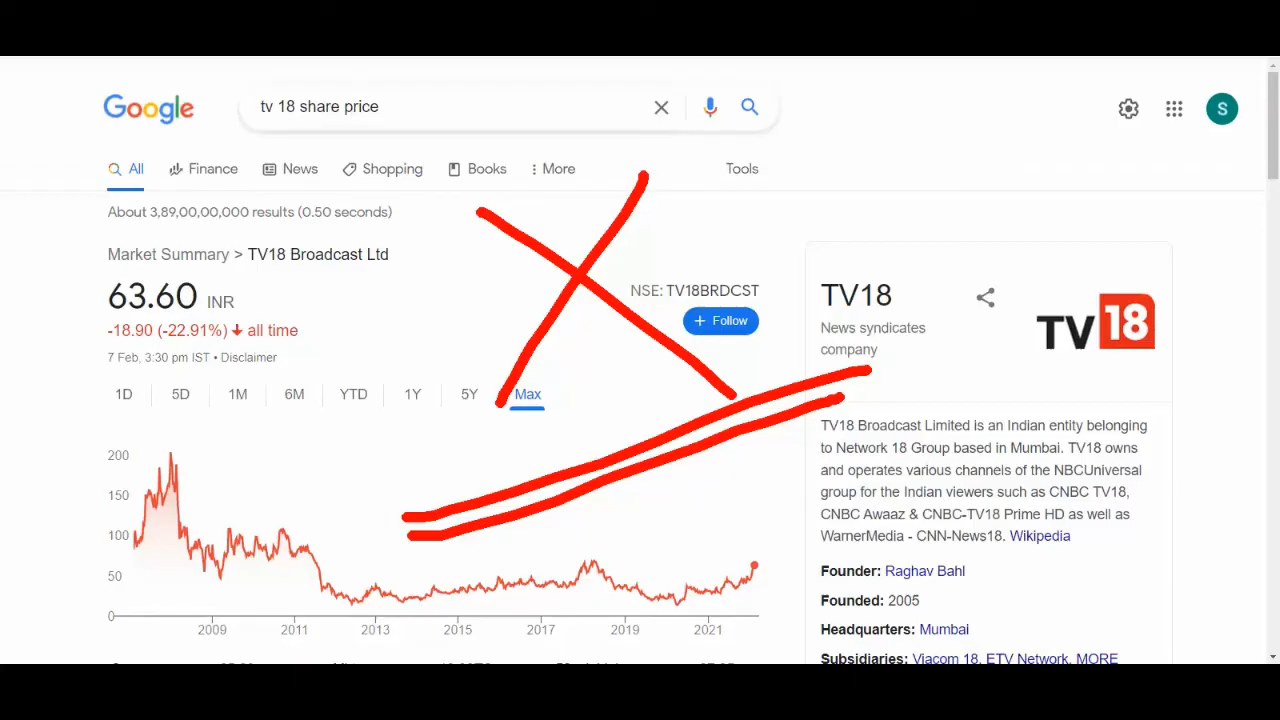 Google
tv 18 share price
S
All
Finance
News
Shopping
Books
More
Tools
About 3,89,00,00,000 results (0.50 seconds)
Market Summary > TV18 Broadcast Ltd
63.60 INR
-18.90 (-22.91%) all time
7 Feb, 3:30 pm IST • Disclaimer
NSE: TV18BRDCST
+ Follow
1D 5D 1M 6M YTD 1Y 5Y Max
200
150
100
50
0
2009 2011 2013 2015 2017 2019 2021
TV18
News syndicates
company
TV18
TV18 Broadcast Limited is an Indian entity belonging
to Network 18 Group based in Mumbai. TV18 owns
and operates various channels of the NBCUniversal
group for the Indian viewers such as CNBC TV18,
CNBC Awaaz & CNBC-TV18 Prime HD as well as
WarnerMedia - CNN-News18. Wikipedia
Founder: Raghav Bahl
Founded: 2005
Headquarters: Mumbai
Subsidiaries: Viacom 18, ETV Network, MORE